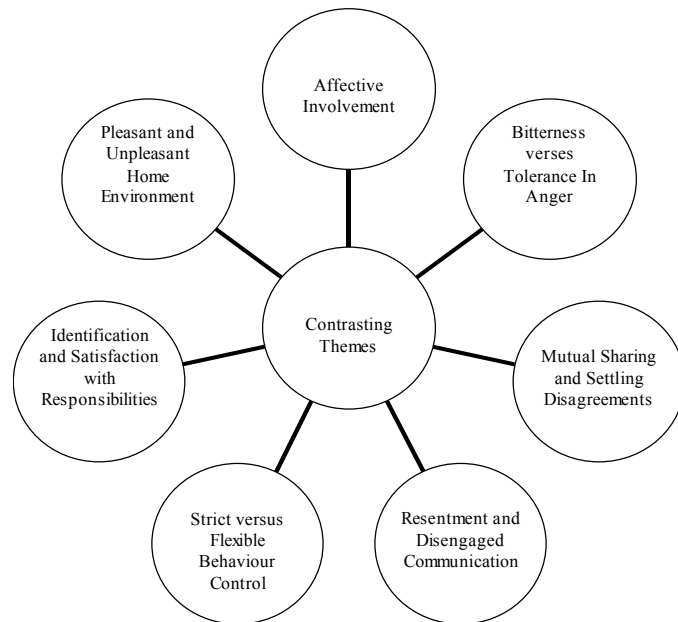 Affective
Involvement
Bitterness
verses
Tolerance In
Anger
Mutual Sharing
and Settling
Disagreements
Resentment and
Disengaged
Communication
Strict versus
Flexible
Behaviour
Control
Identification
and Satisfaction
with
Responsibilities
Pleasant and
Unpleasant
Home
Environment
Contrasting
Themes